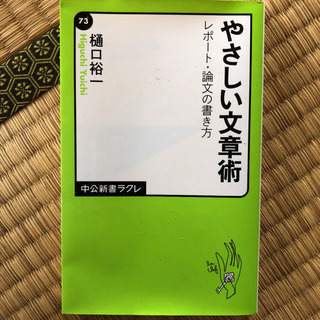 やさしい文章術
レポート・論文の書き方
73
樋口裕一
Higuchi Yuichi
中公新書ラクレ